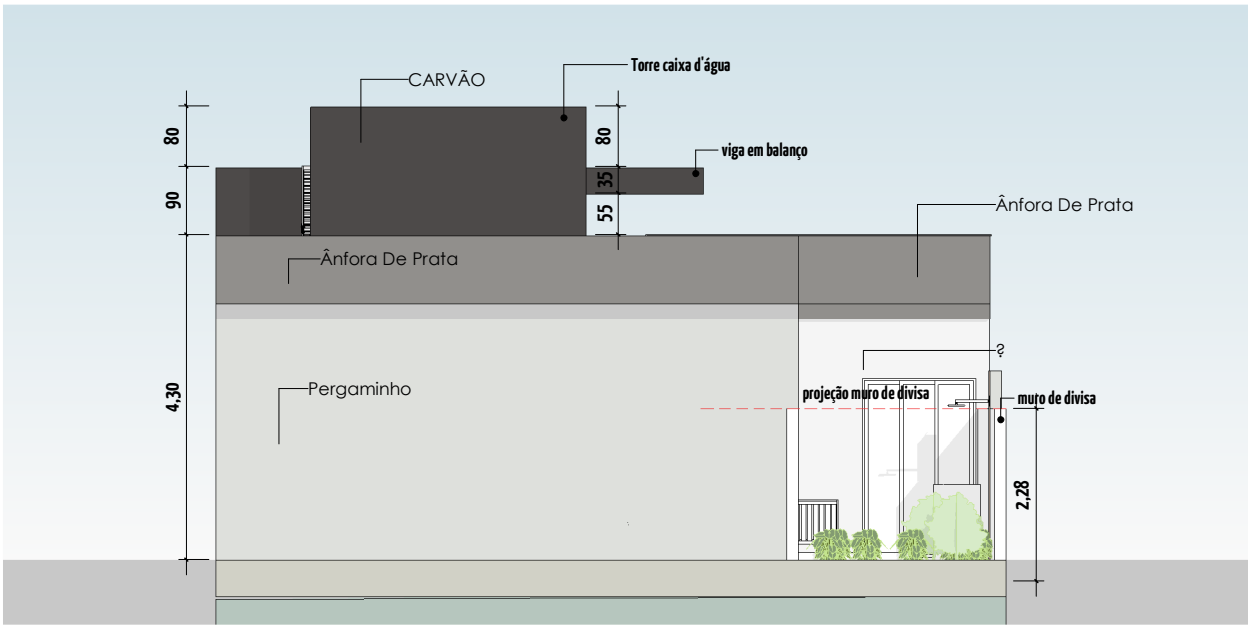 Torre caixa d'água
CARVÃO
80
80
viga em balanço
35
90
55
Ânfora De Prata
Ânfora De Prata
?
4,30
Pergaminho
projeção muro de divisa
muro de divisa
2,28